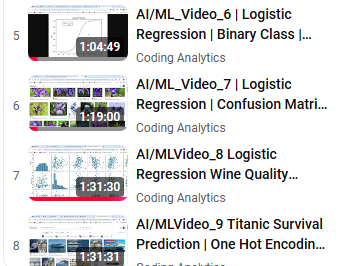 5
1:04:49
AI/ML_Video_6 | Logistic
Regression | Binary Class |...
Coding Analytics
6
1:19:00
AI/ML_Video_7 | Logistic
Regression | Confusion Matri...
Coding Analytics
7
1:31:30
AI/MLVideo_8 Logistic
Regression Wine Quality...
Coding Analytics
8
1:31:31
AI/MLVideo_9 Titanic Survival
Prediction | One Hot Encodin...